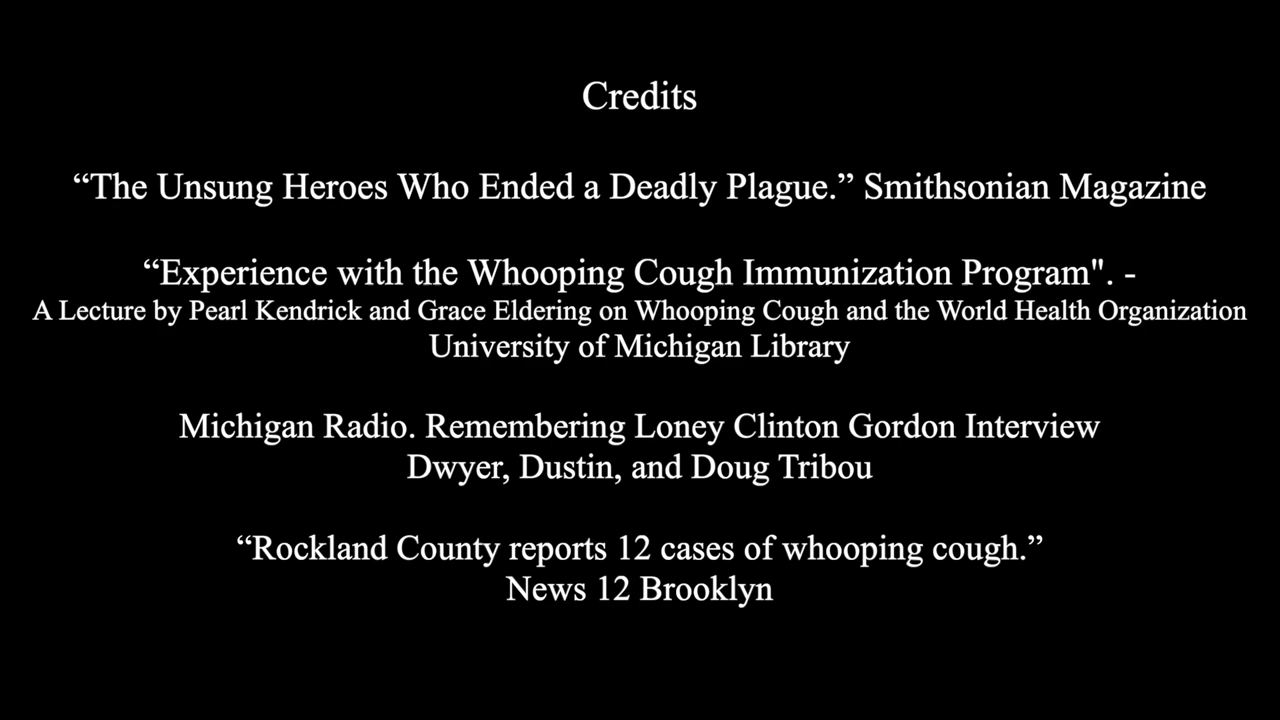 Credits
“The Unsung Heroes Who Ended a Deadly Plague.” Smithsonian Magazine
“Experience with the Whooping Cough Immunization Program". -
A Lecture by Pearl Kendrick and Grace Eldering on Whooping Cough and the World Health Organization
University of Michigan Library
Michigan Radio. Remembering Loney Clinton Gordon Interview
Dwyer, Dustin, and Doug Tribou
“Rockland County reports 12 cases of whooping cough.”
News 12 Brooklyn